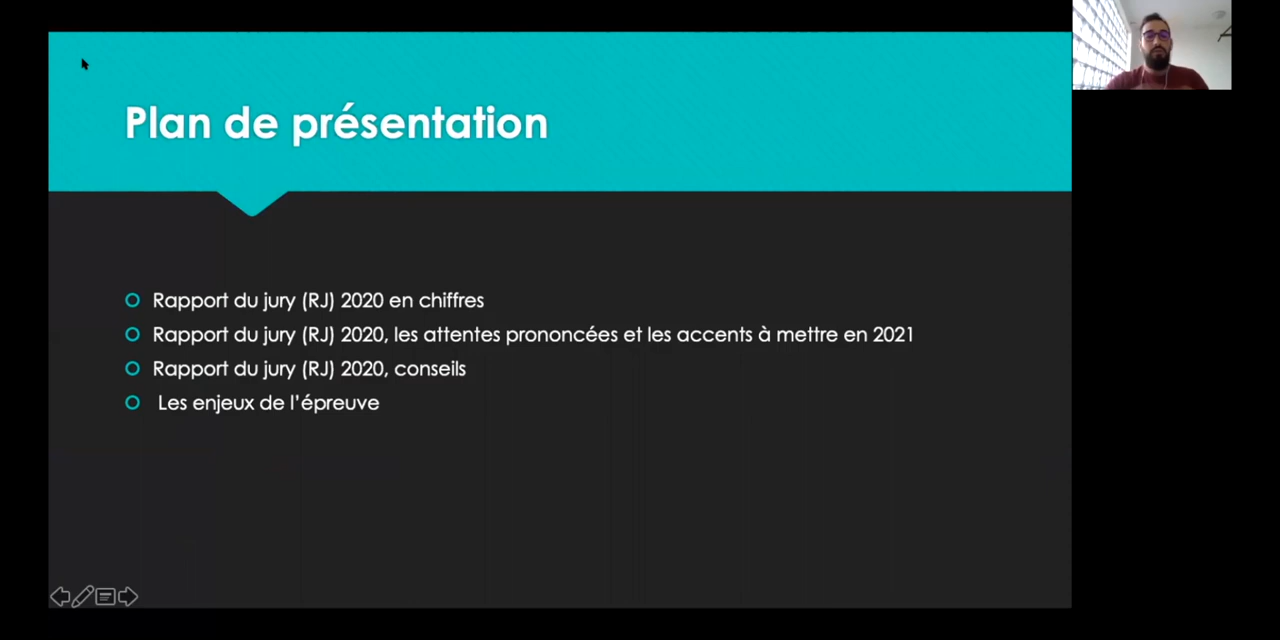 Plan de présentation
Rapport du jury (RJ) 2020 en chiffres
Rapport du jury (RJ) 2020, les attentes prononcées et les accents à mettre en 2021
Rapport du jury (RJ) 2020, conseils
Les enjeux de l’épreuve